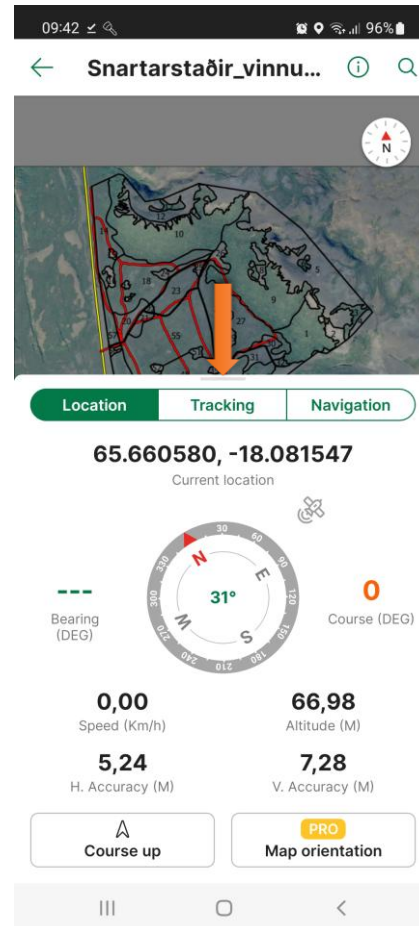 09:42
96%
Snartarstaðir_vinnu...
N
12
10
14
5
18
23
9
27
1
55
31
Location Tracking Navigation
65.660580, -18.081547
Current location
30
60
90
120
150
180
210
240
270
300
330
N
E
S
W
31°
---
Bearing
(DEG)
0
Course (DEG)
0,00 66,98
Speed (Km/h) Altitude (M)
5,24 7,28
H. Accuracy (M) V. Accuracy (M)
PRO
Course up Map orientation